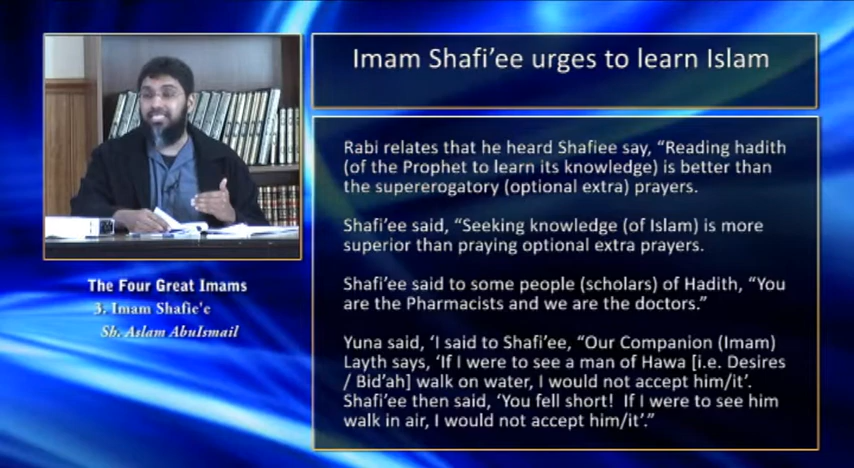 Imam Shafi'ee urges to learn Islam
Rabi relates that he heard Shafiee say, "Reading hadith
(of the Prophet to learn its knowledge) is better than
the supererogatory (optional extra) prayers.
Shafi'ee said, "Seeking knowledge (of Islam) is more
superior than praying optional extra prayers.
Shafi'ee said to some people (scholars) of Hadith, "You
are the Pharmacists and we are the doctors."
Yuna said, 'I said to Shafi'ee, "Our Companion (Imam)
Layth says, 'If I were to see a man of Hawa [i.e. Desires
/ Bid'ah] walk on water, I would not accept him/it'.
Shafi'ee then said, 'You fell short!  If I were to see him
walk in air, I would not accept him/it'."
The Four Great Imams
3. Imam Shafie'e
Sh. Aslam AbuIsmail